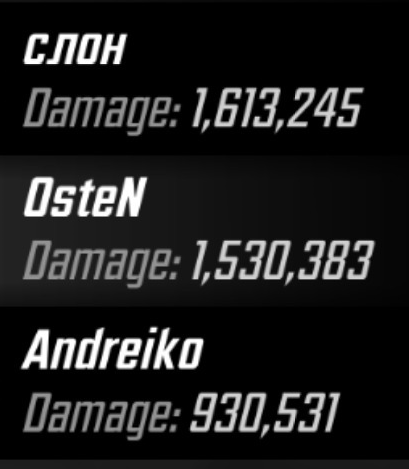 слон
Damage: 1,613,245
OsteN
Damage: 1,530,383
Andreiko
Damage: 930,531